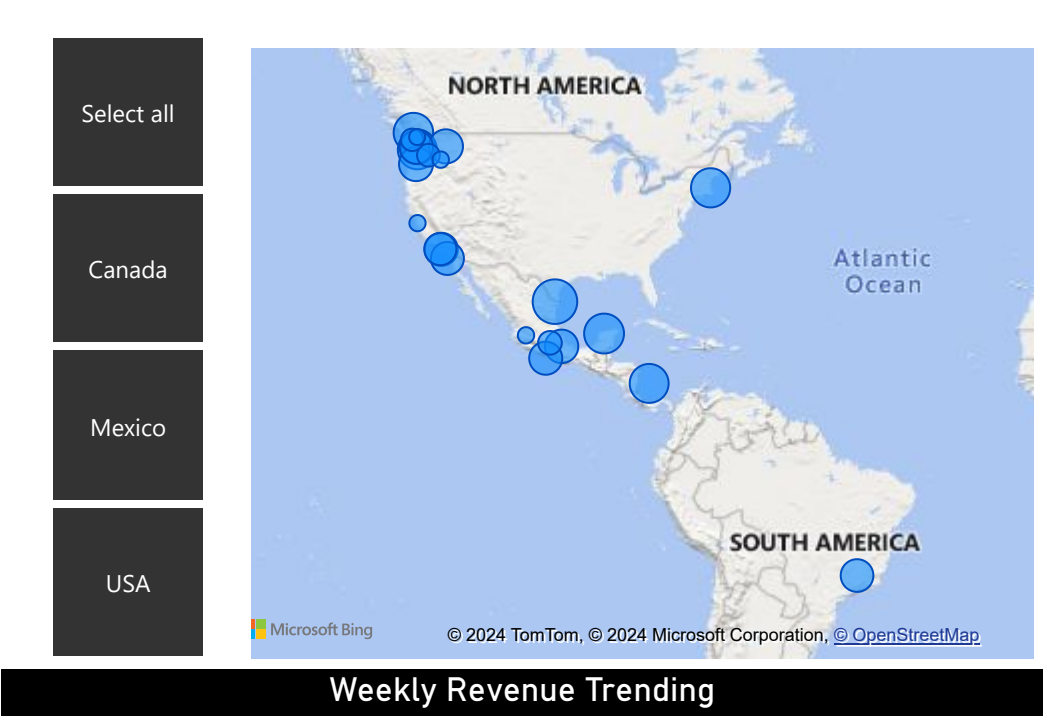 Select all
Canada
Mexico
USA
NORTH AMERICA
Atlantic
Ocean
SOUTH AMERICA
Microsoft Bing
© 2024 TomTom, © 2024 Microsoft Corporation, © OpenStreetMap
Weekly Revenue Trending